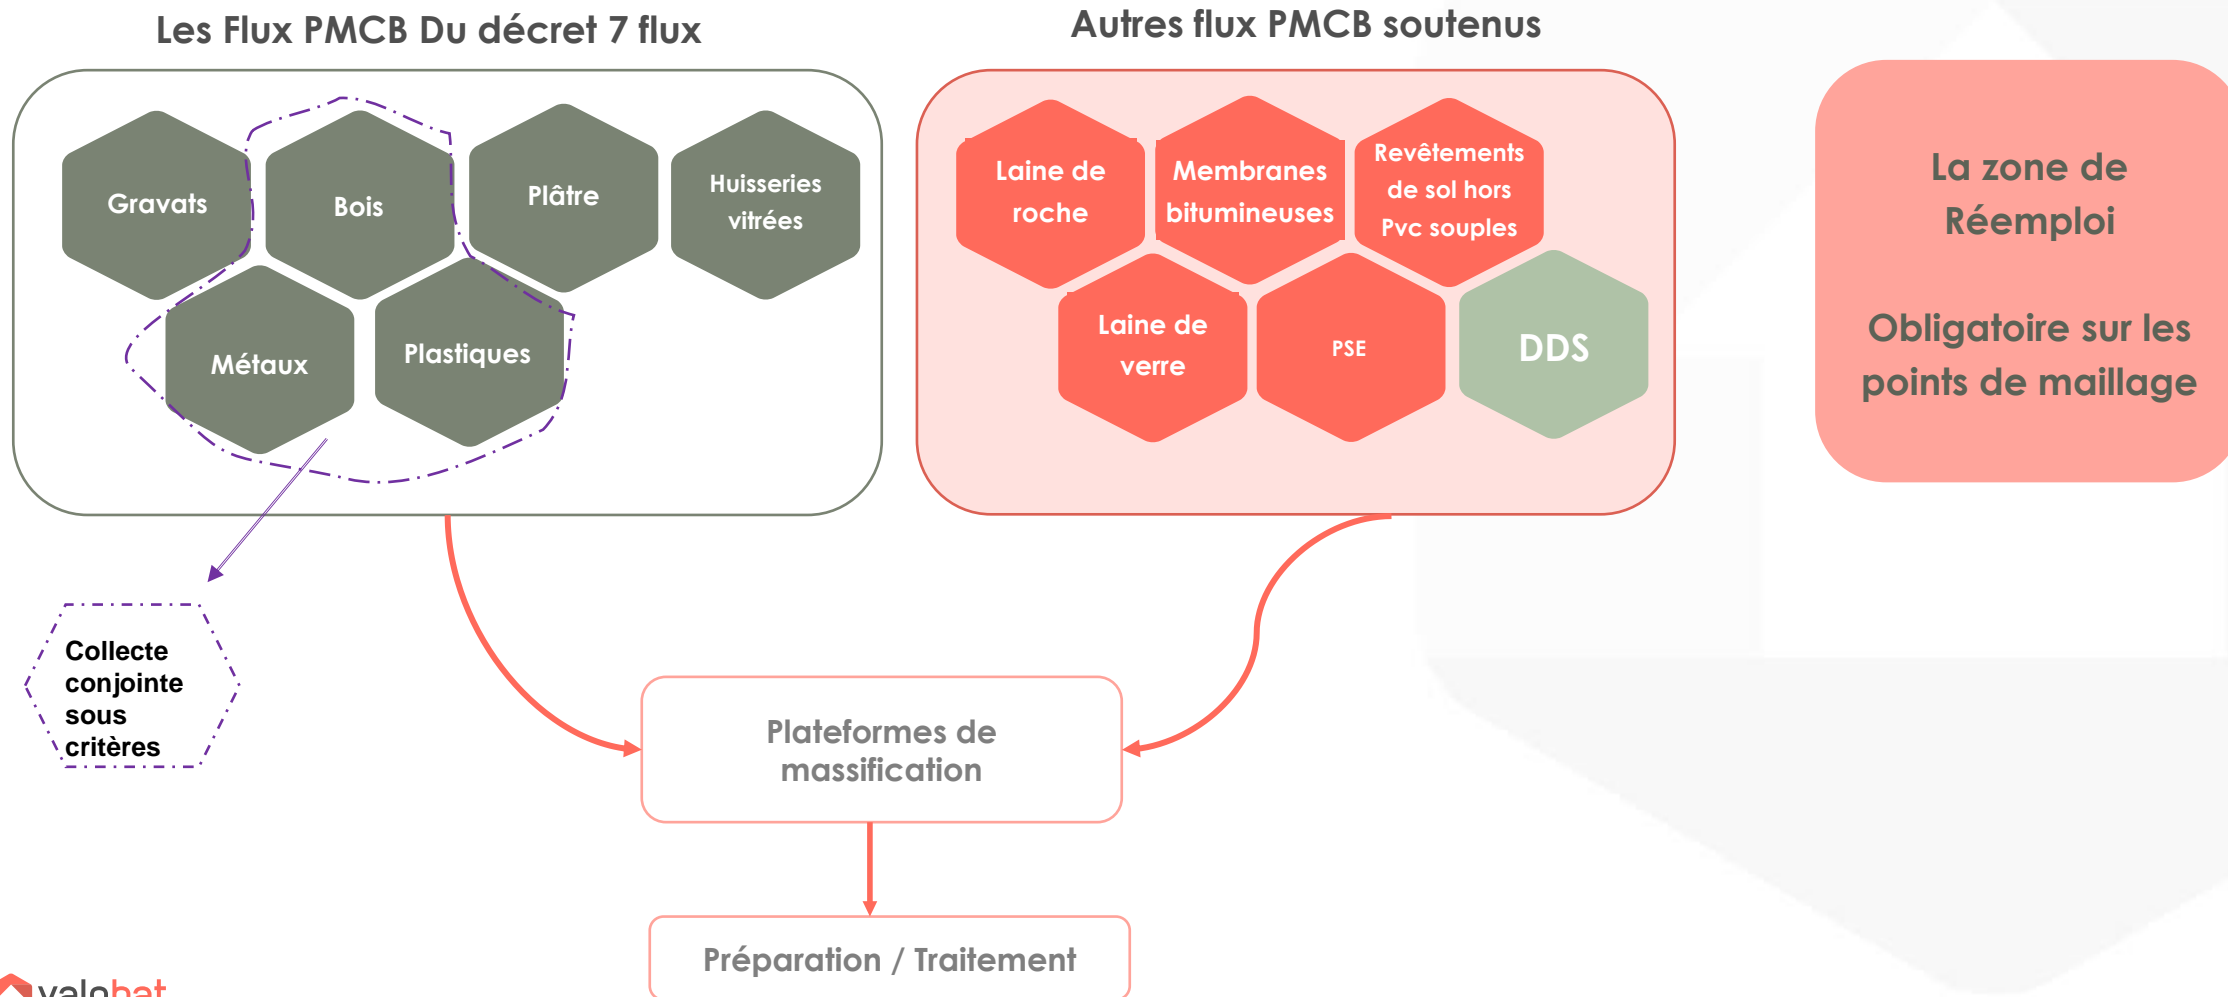 Les Flux PMCB Du décret 7 flux
Gravats
Bois
Plâtre
Huisseries
vitrées
Métaux
Plastiques
Collecte
conjointe
sous
critères
Autres flux PMCB soutenus
Laine de
roche
Membranes
bitumineuses
Revêtements
de sol hors
Pvc souples
Laine de
verre
PSE
DDS
La zone de
Réemploi
Obligatoire sur les
points de maillage
Plateformes de
massification
Préparation / Traitement
valobat